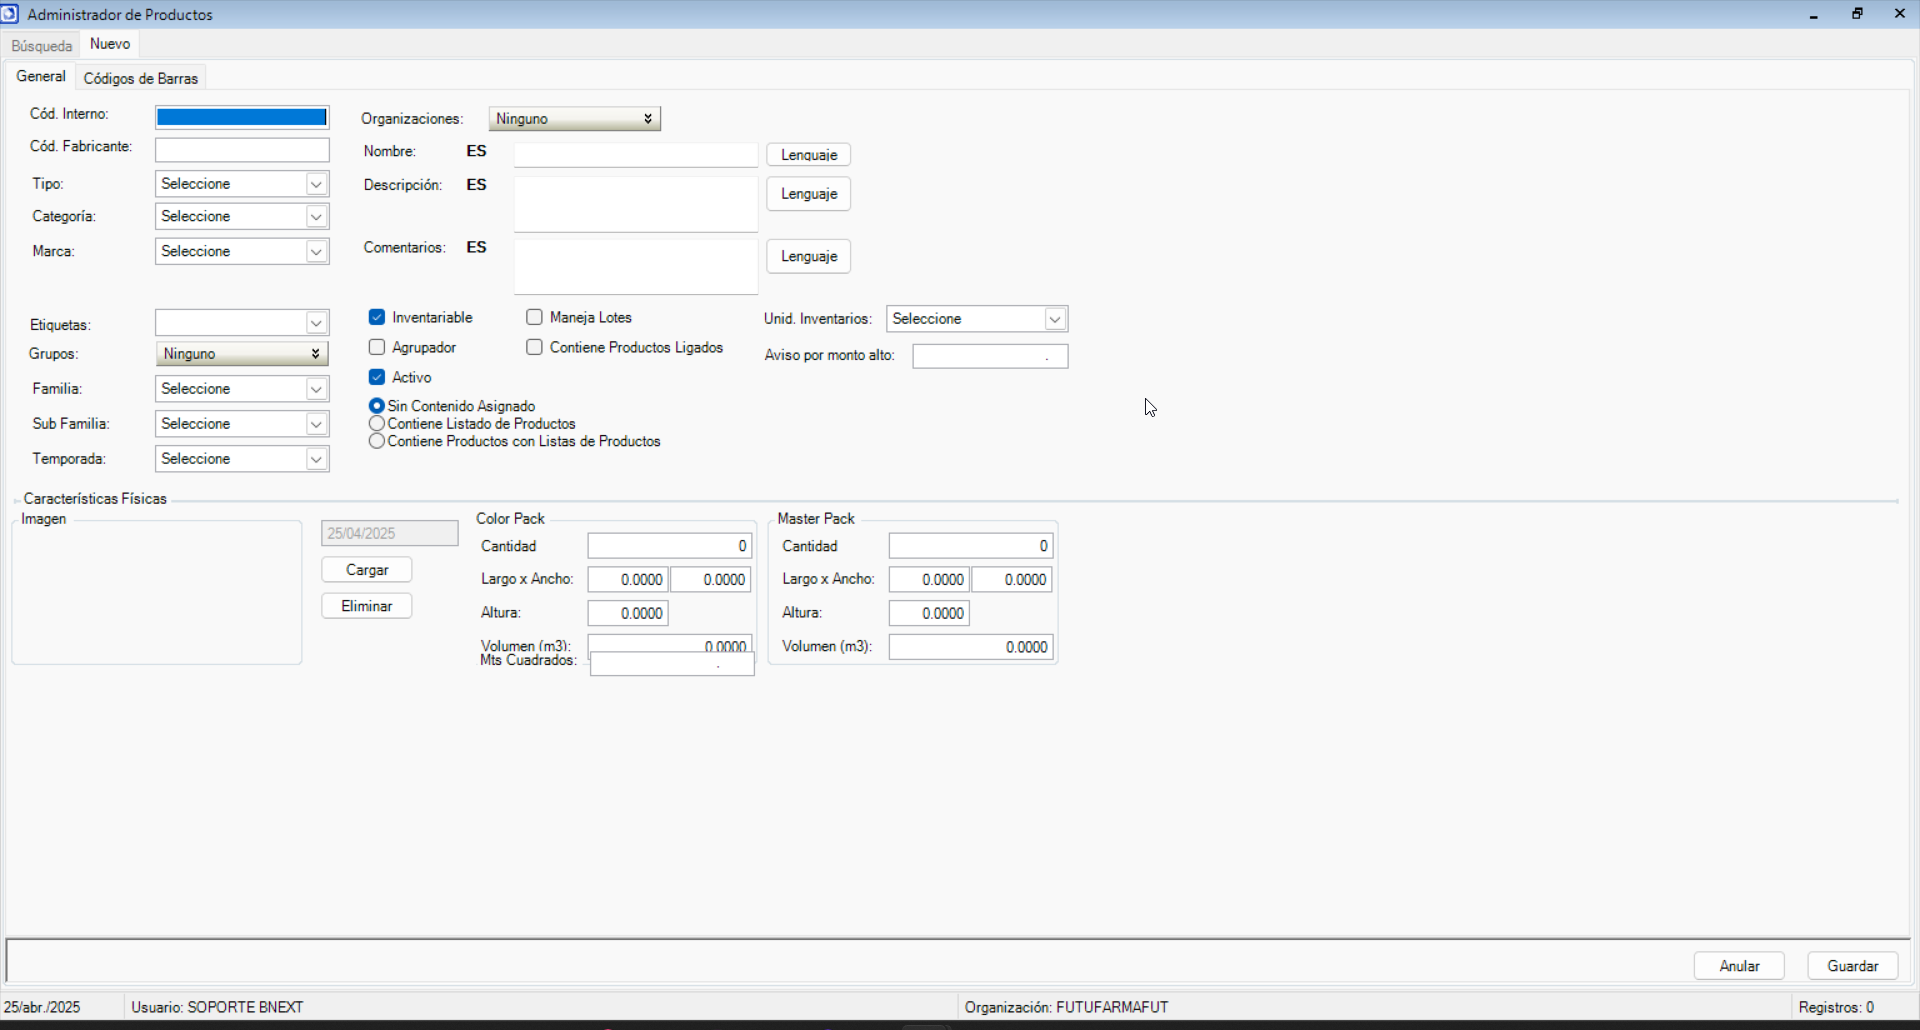 Administrador de Productos
Búsqueda Nuevo
General Códigos de Barras
Cód. Interno: Organizaciones: Ninguno
Cód. Fabricante: Nombre: ES Lenguaje
Tipo: Seleccione Descripción: ES Lenguaje
Categoría: Seleccione
Marca: Seleccione Comentarios: ES Lenguaje
Etiquetas: Inventariable Maneja Lotes Unid. Inventarios: Seleccione
Grupos: Ninguno Agrupador Contiene Productos Ligados Aviso por monto alto: .
Familia: Seleccione Activo
Sin Contenido Asignado
Sub Familia: Seleccione Contiene Listado de Productos
Contiene Productos con Listas de Productos
Temporada: Seleccione
Características Físicas
Imagen Color Pack Master Pack
25/04/2025 Cantidad 0 Cantidad 0
Cargar Largo x Ancho: 0.0000 0.0000 Largo x Ancho: 0.0000 0.0000
Eliminar Altura: 0.0000 Altura: 0.0000
Volumen (m3): 0.0000 Volumen (m3): 0.0000
Mts Cuadrados: .
Anular Guardar
25/abr./2025 Usuario: SOPORTE BNEXT Organización: FUTUFARMAFUT Registros: 0